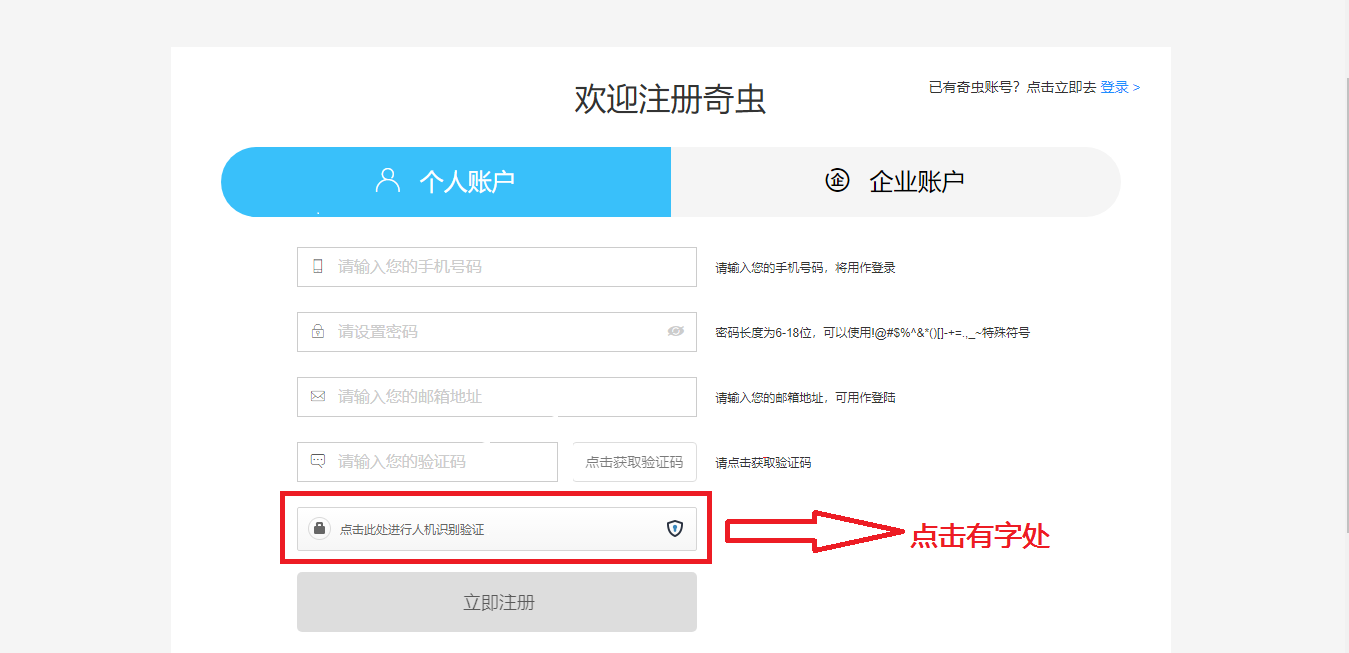 欢迎注册奇虫
已有奇虫账号？点击立即去 登录 >
个人账户
企业账户
请输入您的手机号码
请输入您的手机号码，将用作登录
请设置密码
密码长度为6-18位，可以使用!@#$%^&*()[]-+=.,_~特殊符号
请输入您的邮箱地址
请输入您的邮箱地址，可用作登陆
请输入您的验证码
点击获取验证码
请点击获取验证码
点击此处进行人机识别验证
点击有字处
立即注册